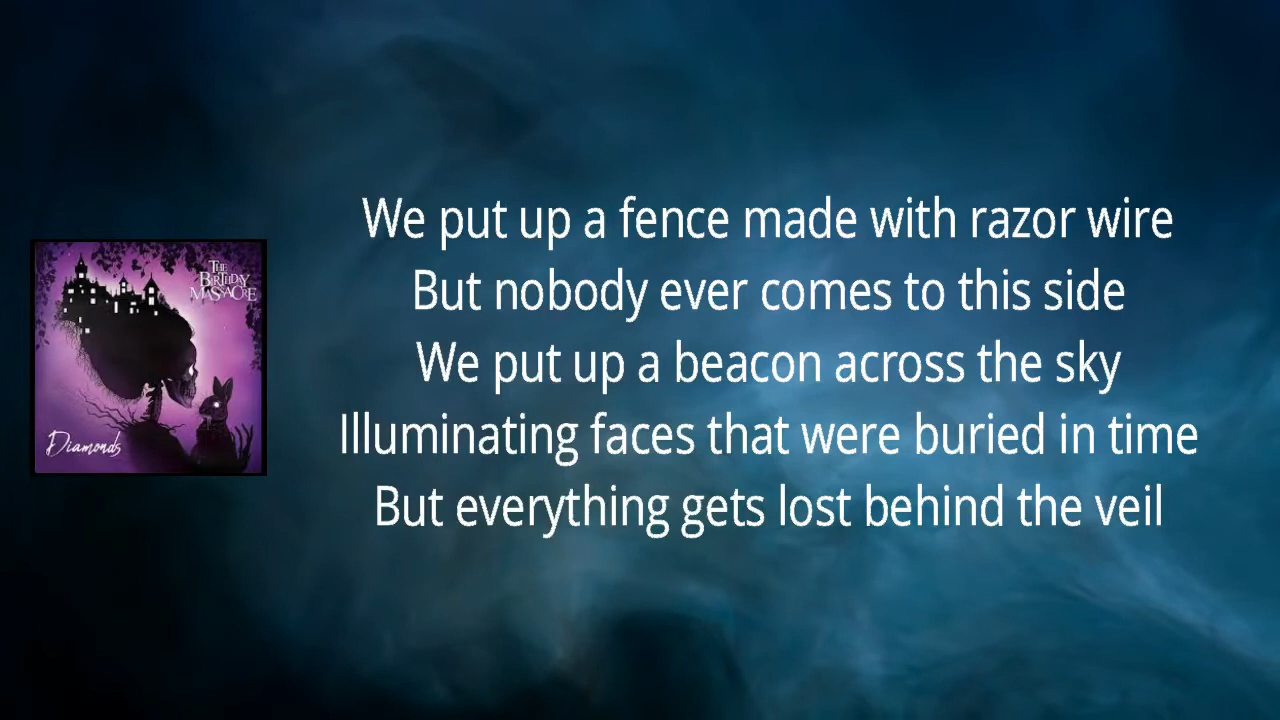 THE
BIRTHDAY
MASSACRE
Diamonds
We put up a fence made with razor wire
But nobody ever comes to this side
We put up a beacon across the sky
Illuminating faces that were buried in time
But everything gets lost behind the veil